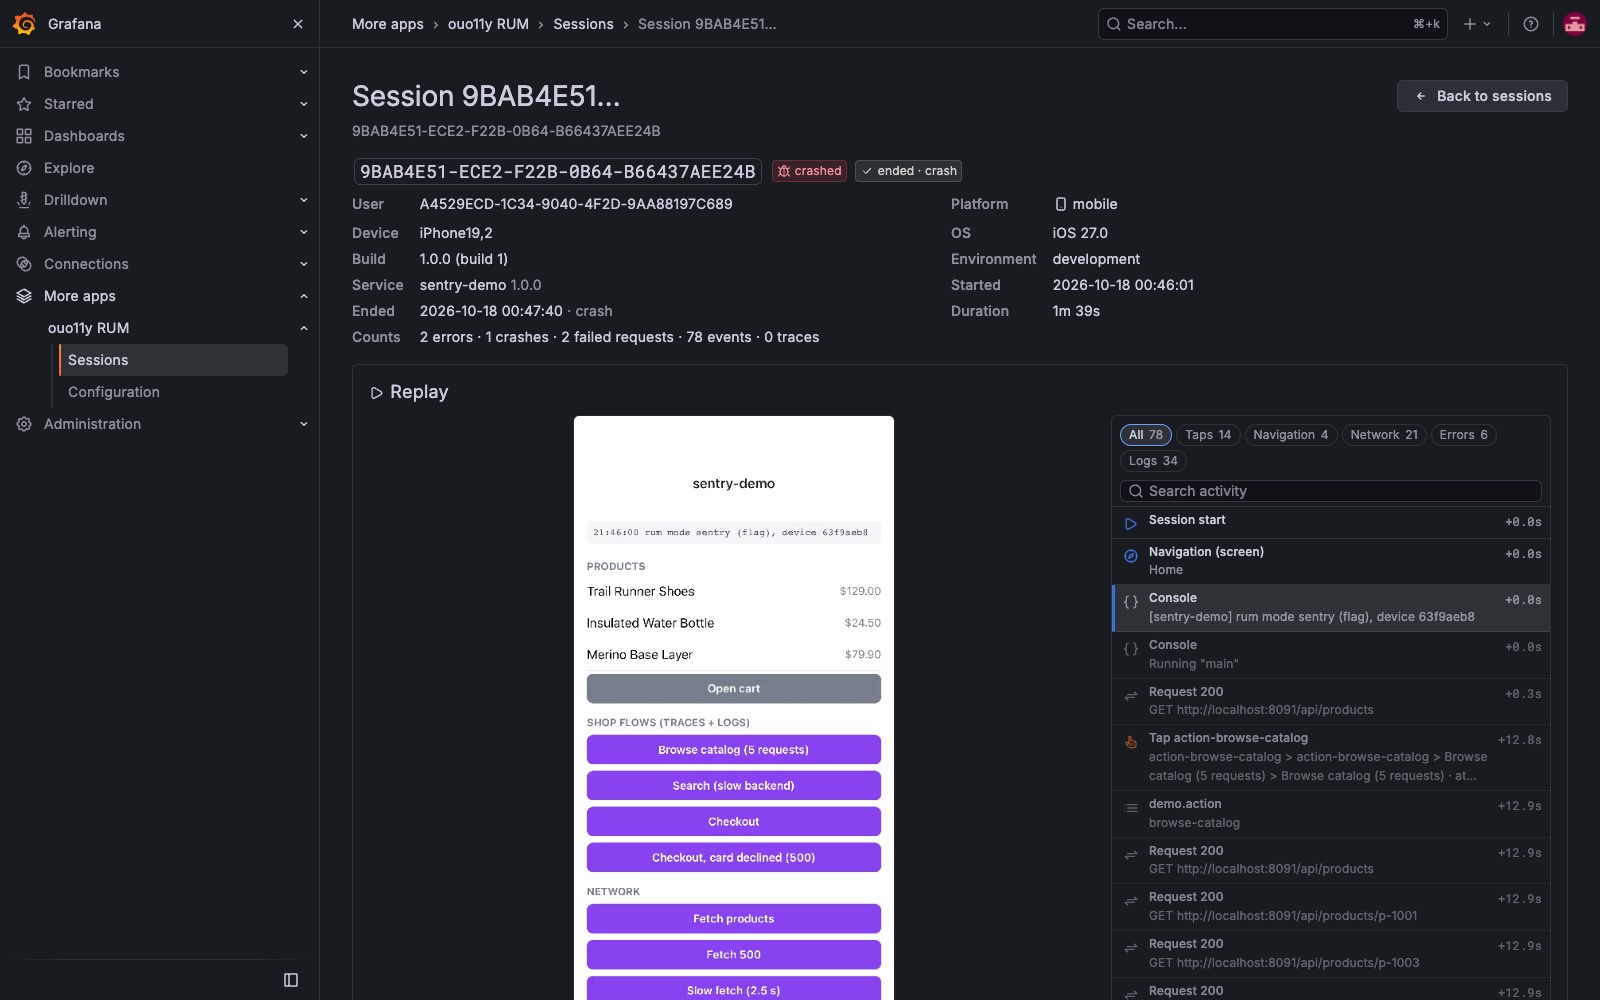 Grafana
More apps › ouo11y RUM › Sessions › Session 9BAB4E51...
Search...
⌘+k
Bookmarks
Starred
Dashboards
Explore
Drilldown
Alerting
Connections
More apps
ouo11y RUM
Sessions
Configuration
Administration
Session 9BAB4E51...
Back to sessions
9BAB4E51-ECE2-F22B-0B64-B66437AEE24B
9BAB4E51-ECE2-F22B-0B64-B66437AEE24B
crashed
ended · crash
User A4529ECD-1C34-9040-4F2D-9AA88197C689
Platform mobile
Device iPhone19,2
OS iOS 27.0
Build 1.0.0 (build 1)
Environment development
Service sentry-demo 1.0.0
Started 2026-10-18 00:46:01
Ended 2026-10-18 00:47:40 · crash
Duration 1m 39s
Counts 2 errors · 1 crashes · 2 failed requests · 78 events · 0 traces
Replay
sentry-demo
21:46:00 rum mode sentry (flag), device 63f9aeb8
PRODUCTS
Trail Runner Shoes $129.00
Insulated Water Bottle $24.50
Merino Base Layer $79.90
Open cart
SHOP FLOWS (TRACES + LOGS)
Browse catalog (5 requests)
Search (slow backend)
Checkout
Checkout, card declined (500)
NETWORK
Fetch products
Fetch 500
Slow fetch (2.5 s)
All 78 Taps 14 Navigation 4 Network 21 Errors 6
Logs 34
Search activity
Session start +0.0s
Navigation (screen) +0.0s
Home
Console +0.0s
[sentry-demo] rum mode sentry (flag), device 63f9aeb8
Console +0.0s
Running "main"
Request 200 +0.3s
GET http://localhost:8091/api/products
Tap action-browse-catalog +12.8s
action-browse-catalog > action-browse-catalog > Browse
catalog (5 requests) > Browse catalog (5 requests) · at...
demo.action +12.9s
browse-catalog
Request 200 +12.9s
GET http://localhost:8091/api/products
Request 200 +12.9s
GET http://localhost:8091/api/products/p-1001
Request 200 +12.9s
GET http://localhost:8091/api/products/p-1003
Request 200 +12.9s